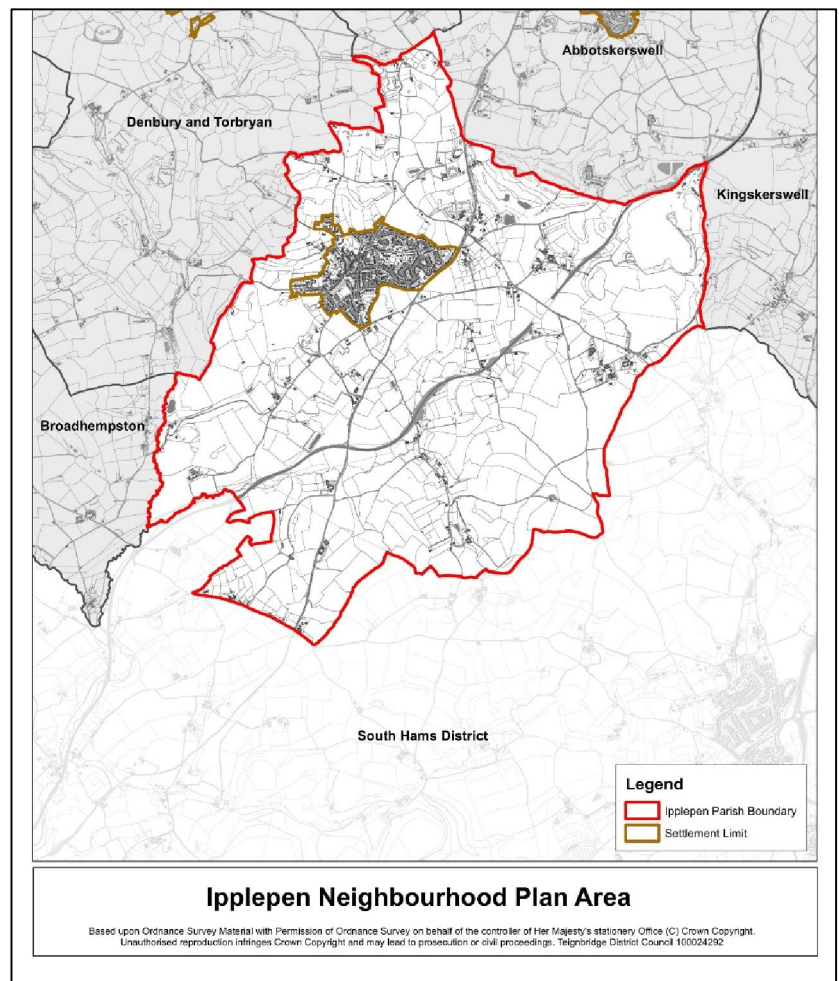 Abbotskerswell
Denbury and Torbryan
Kingskerswell
Broadhempston
South Hams District
Legend
Ipplepen Parish Boundary
Settlement Limit
Ipplepen Neighbourhood Plan Area
Based upon Ordnance Survey Material with Permission of Ordnance Survey on behalf of the controller of Her Majesty's stationery Office (C) Crown Copyright.
Unauthorised reproduction infringes Crown Copyright and may lead to prosecution or civil proceedings. Teignbridge District Council 100024292